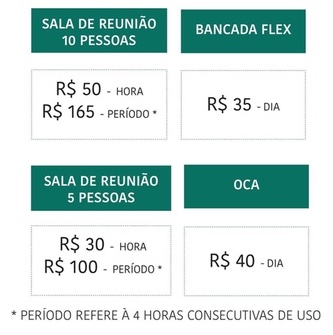 SALA DE REUNIÃO
10 PESSOAS
BANCADA FLEX
R$ 50 - HORA
R$ 165 - PERÍODO *
R$ 35 - DIA
SALA DE REUNIÃO
5 PESSOAS
OCA
R$ 30 - HORA
R$ 100 - PERÍODO *
R$ 40 - DIA
* PERÍODO REFERE À 4 HORAS CONSECUTIVAS DE USO